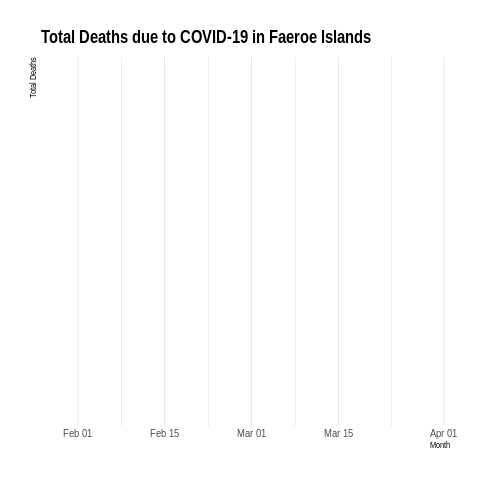 Total Deaths due to COVID-19 in Faeroe Islands
Total Deaths
Feb 01
Feb 15
Mar 01
Mar 15
Apr 01
Month